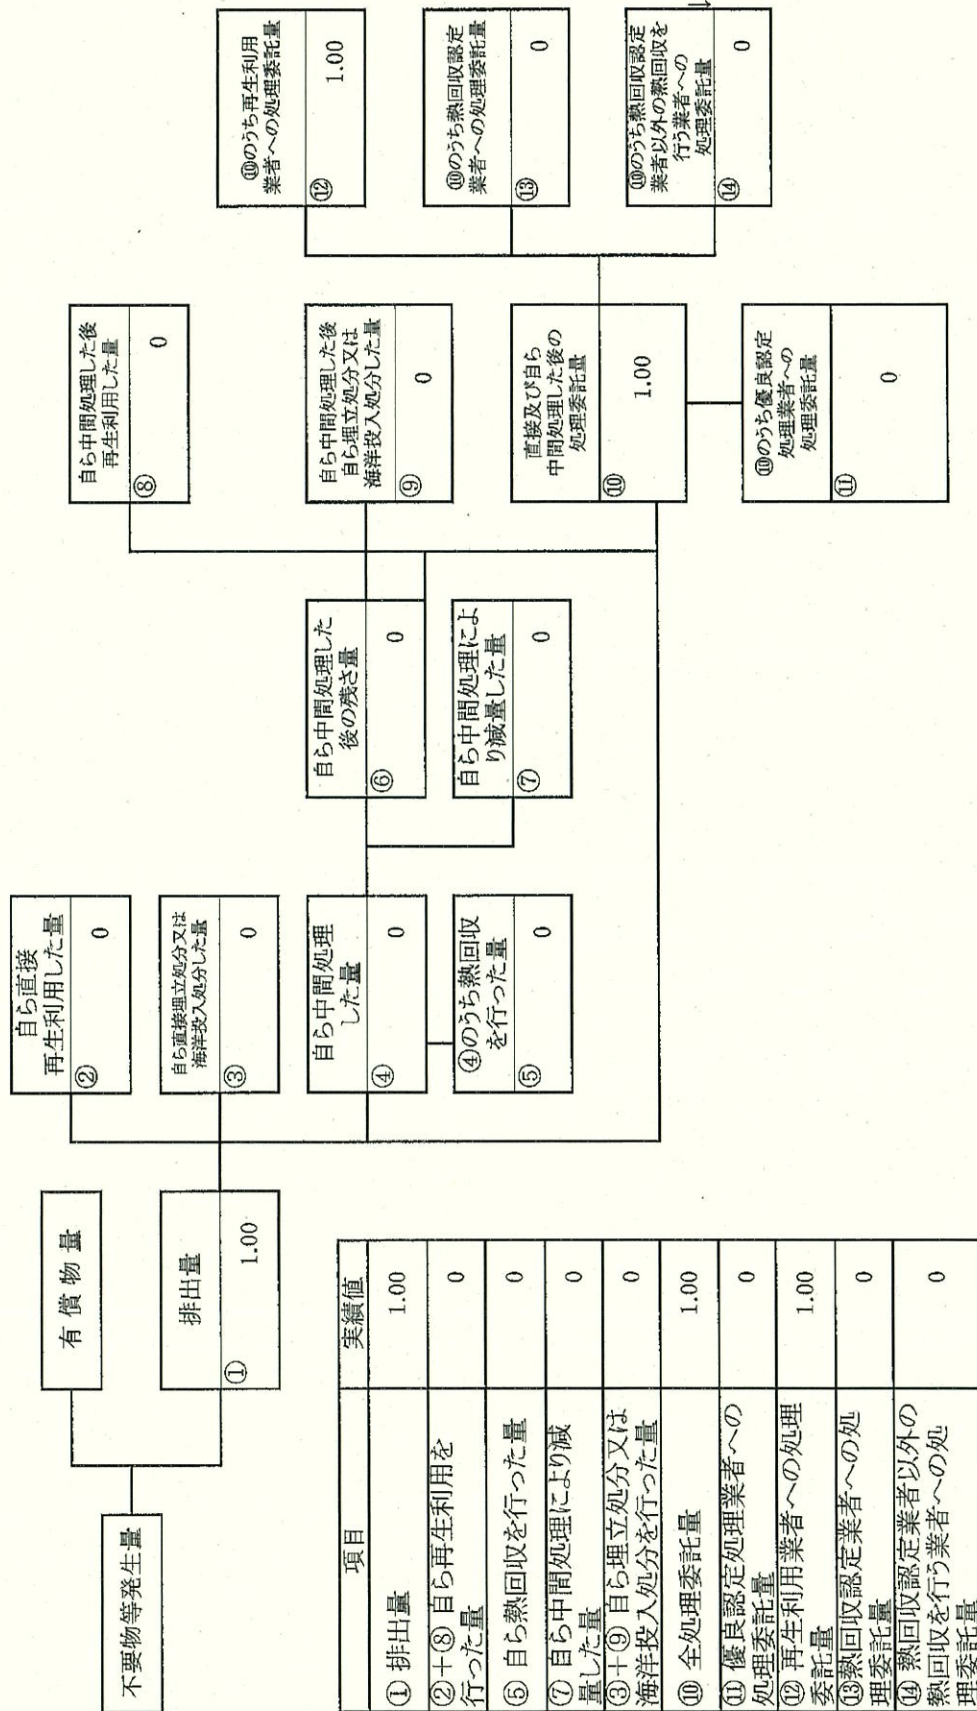 不要物等発生量
有 償 物 量
排出量
①
1.00
自ら直接
再生利用した量
②
0
自ら直接埋立処分又は
海洋投入処分した量
③
0
自ら中間処理
した量
④
0
④のうち熱回収
を行った量
⑤
0
自ら中間処理した
後の残さ量
⑥
0
自ら中間処理によ
り減量した量
⑦
0
自ら中間処理した後
再生利用した量
⑧
0
自ら中間処理した後
自ら埋立処分又は
海洋投入処分した量
⑨
0
直接及び自ら
中間処理した後の
処理委託量
⑩
1.00
⑩のうち優良認定
処理業者への
処理委託量
⑪
0
⑩のうち再生利用
業者への処理委託量
⑫
1.00
⑩のうち熱回収認定
業者への処理委託量
⑬
0
⑩のうち熱回収認定
業者以外の熱回収を
行う業者への
処理委託量
⑭
0
項目 実績値
① 排出量 1.00
②＋⑧ 自ら再生利用を
行った量 0
⑤ 自ら熱回収を行った量 0
⑦ 自ら中間処理により減
量した量 0
③＋⑨ 自ら埋立処分又は
海洋投入処分を行った量 0
⑩ 全処理委託量 1.00
⑪ 優良認定処理業者への
処理委託量 0
⑫ 再生利用業者への処理
委託量 1.00
⑬熱回収認定業者への処
理委託量 0
⑭ 熱回収認定業者以外の
熱回収を行う業者への処
理委託量 0